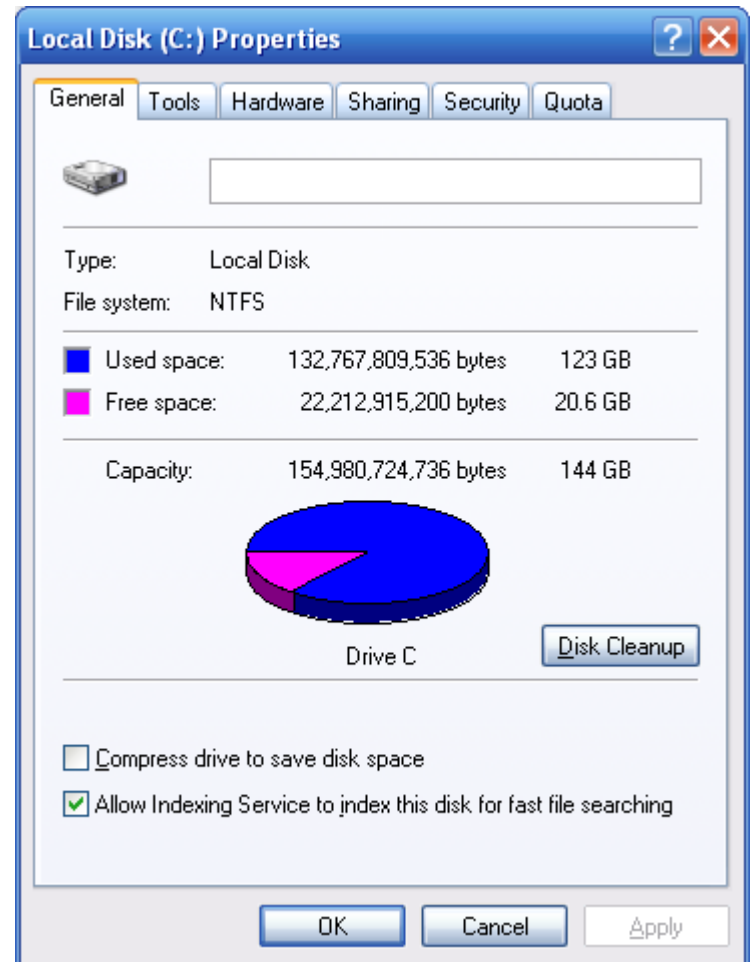 Local Disk (C:) Properties
General Tools Hardware Sharing Security Quota
Type: Local Disk
File system: NTFS
Used space: 132,767,809,536 bytes 123 GB
Free space: 22,212,915,200 bytes 20.6 GB
Capacity: 154,980,724,736 bytes 144 GB
Drive C
Disk Cleanup
Compress drive to save disk space
Allow Indexing Service to index this disk for fast file searching
OK Cancel Apply